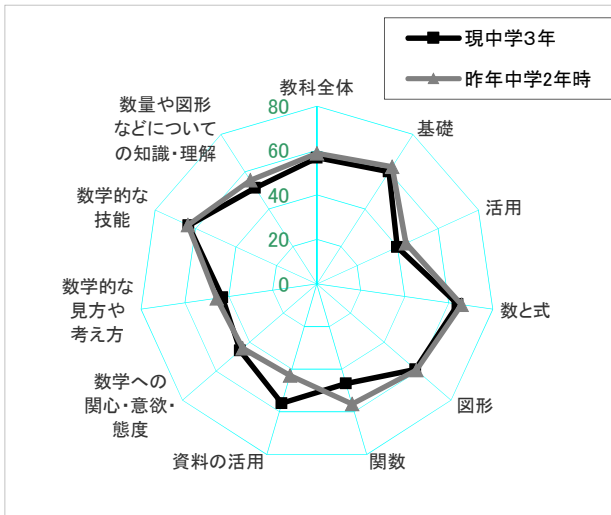 現中学3年
昨年中学2年時
教科全体
基礎
活用
数と式
図形
関数
資料の活用
数学への
関心・意欲・
態度
数学的な
見方や
考え方
数学的な
技能
数量や図形
などについて
の知識・理解
80
60
40
20
0